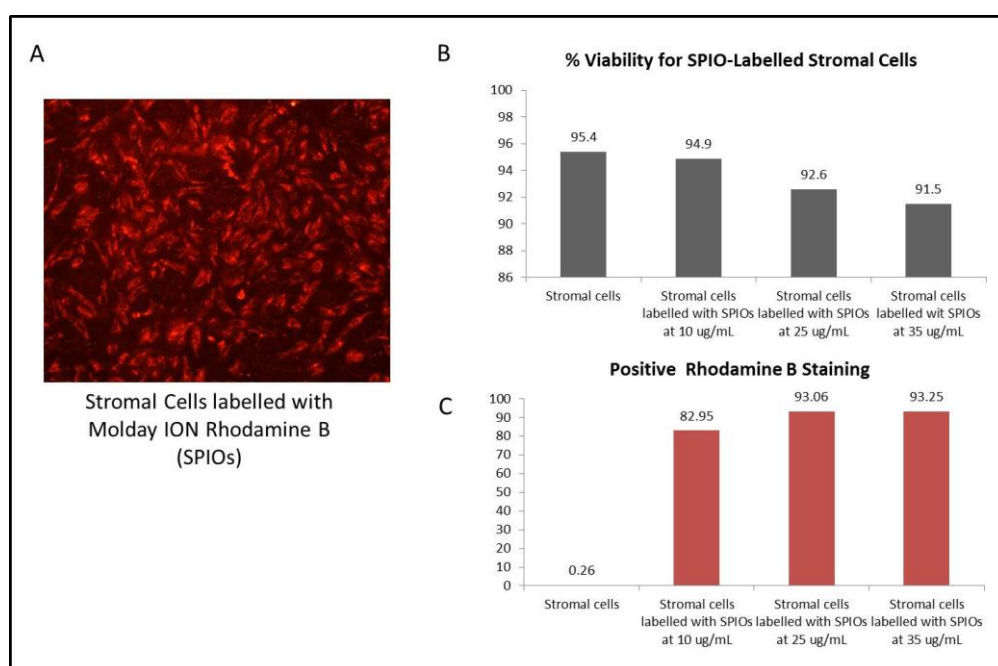 A
Stromal Cells labelled with
Molday ION Rhodamine B
(SPIOs)
B
% Viability for SPIO-Labelled Stromal Cells
100
98
96
94
92
90
88
86
95.4
94.9
92.6
91.5
Stromal cells
Stromal cells
labelled with SPIOs
at 10 ug/mL
Stromal cells
labelled with SPIOs
at 25 ug/mL
Stromal cells
labelled wit SPIOs
at 35 ug/mL
C
Positive Rhodamine B Staining
100
90
80
70
60
50
40
30
20
10
0
0.26
82.95
93.06
93.25
Stromal cells
Stromal cells
labelled with SPIOs
at 10 ug/mL
Stromal cells
labelled with SPIOs
at 25 ug/mL
Stromal cells
labelled with SPIOs
at 35 ug/mL